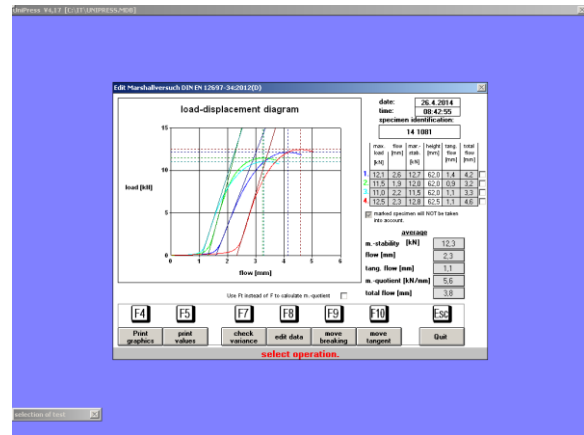 UniPress V4.17 [C:\IT\UNIPRESS.MDB]
Edit Marshallversuch DIN EN 12697-34:2012(D)
load-displacement diagram
15
10
5
0
load [kN]
0 1 2 3 4 5 6
flow [mm]
date: 26.4.2014
time: 08:42:55
specimen identification:
14 1081
max. load [kN] flow [mm] mar-stab. [kN] height [mm] tang. flow [mm] total flow [mm]
1. 12,1 2,6 12,7 62,0 1,4 4,2
2. 11,5 1,9 12,0 62,0 0,9 3,2
3. 11,0 2,2 11,5 62,0 1,1 3,3
4. 12,5 2,3 12,8 62,5 1,1 4,6
marked specimen will NOT be taken
into account.
average
m.-stability [kN] 12,3
flow [mm] 2,3
tang. flow [mm] 1,1
m.-quotient [kN/mm] 5,6
total flow [mm] 3,8
Use Ft instead of F to calculate m.-quotient
F4 F5 F7 F8 F9 F10 Esc
Print graphics print values check variance edit data move breaking move tangent Quit
select operation.
selection of test